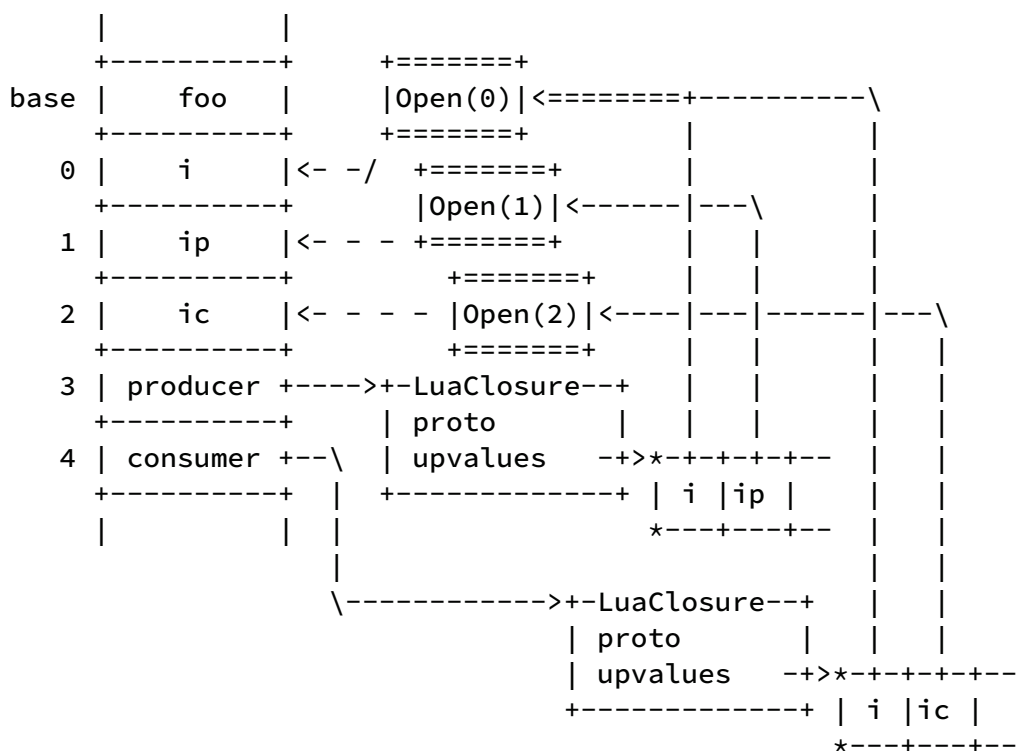 |          |
     +----------+     +=======+
base |    foo   |     |Open(0)|<========+----------\
     +----------+     +=======+         |          |
   0 |    i     |<- -/  +=======+       |          |
     +----------+       |Open(1)|<------|---\      |
   1 |    ip    |<- - - +=======+       |   |      |
     +----------+         +=======+     |   |      |
   2 |    ic    |<- - - - |Open(2)|<----|---|------|---\
     +----------+         +=======+     |   |      |   |
   3 | producer +---->+-LuaClosure--+   |   |      |   |
     +----------+     | proto       |   |   |      |   |
   4 | consumer +--\  | upvalues   -+>*-+-+-+-+--  |   |
     +----------+  |  +-------------+ | i |ip |    |   |
     |          |  |                  *---+---+--  |   |
                   |                               |   |
                   \------------>+-LuaClosure--+   |   |
                                 | proto       |   |   |
                                 | upvalues   -+>*-+-+-+-+--
                                 +-------------+ | i |ic |
                                                 *---+---+--